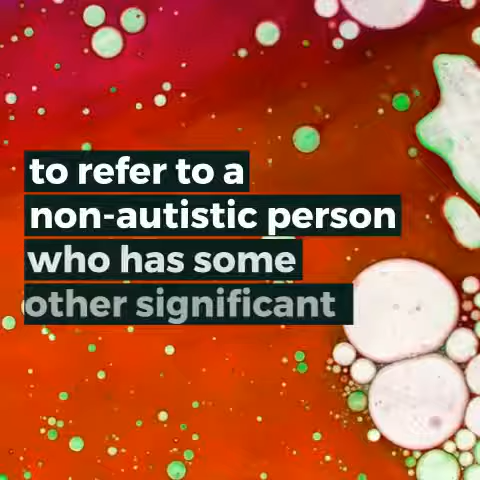 to refer to a
non-autistic person
who has some
other significant